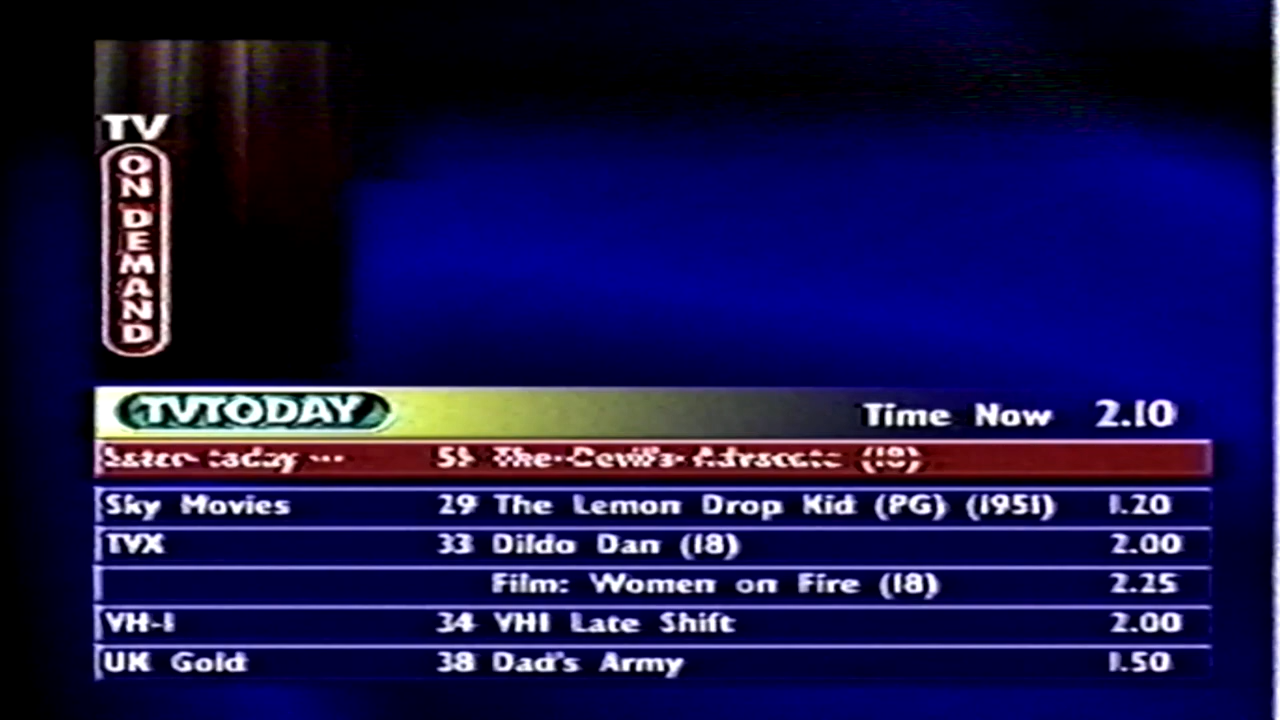 TV
ON DEMAND
TVTODAY Time Now 2.10
Later today ... The Devil's Advocate (18)
Sky Movies 29 The Lemon Drop Kid (PG) (1951) 1.20
TVX 33 Dildo Dan (18) 2.00
Film: Women on Fire (18) 2.25
VH-1 34 VH1 Late Shift 2.00
UK Gold 38 Dad's Army 1.50